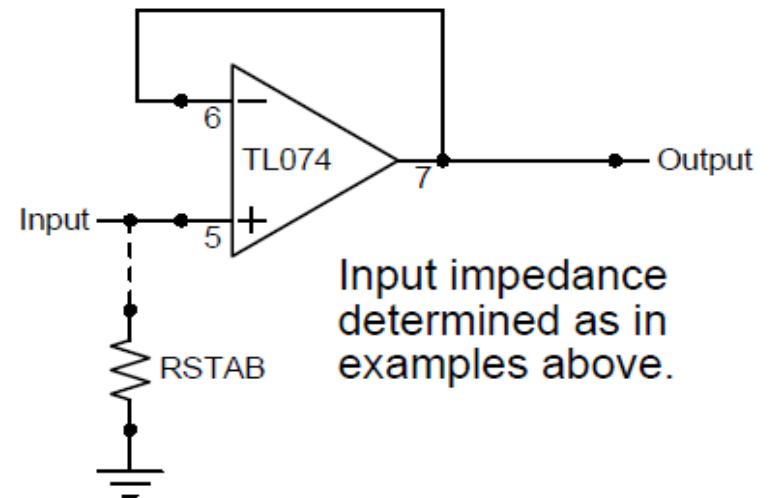 6
TL074
7
Output
Input
5
Input impedance
determined as in
examples above.
RSTAB